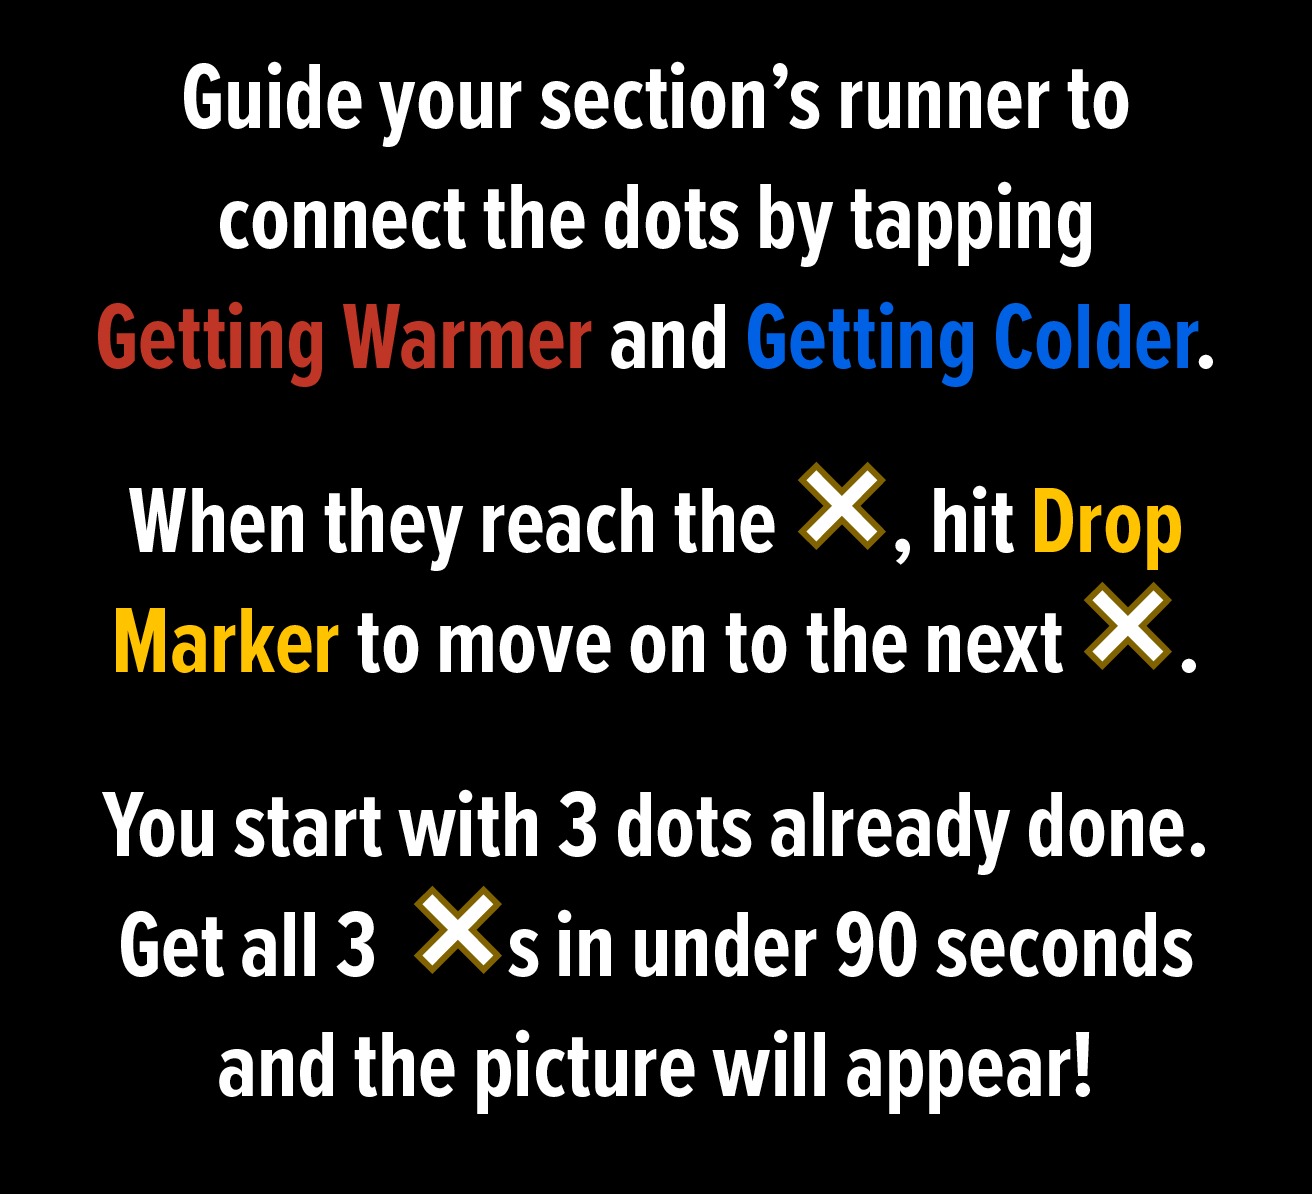 Guide your section’s runner to
connect the dots by tapping
Getting Warmer and Getting Colder.
When they reach the ✕, hit Drop
Marker to move on to the next ✕.
You start with 3 dots already done.
Get all 3 ✕s in under 90 seconds
and the picture will appear!